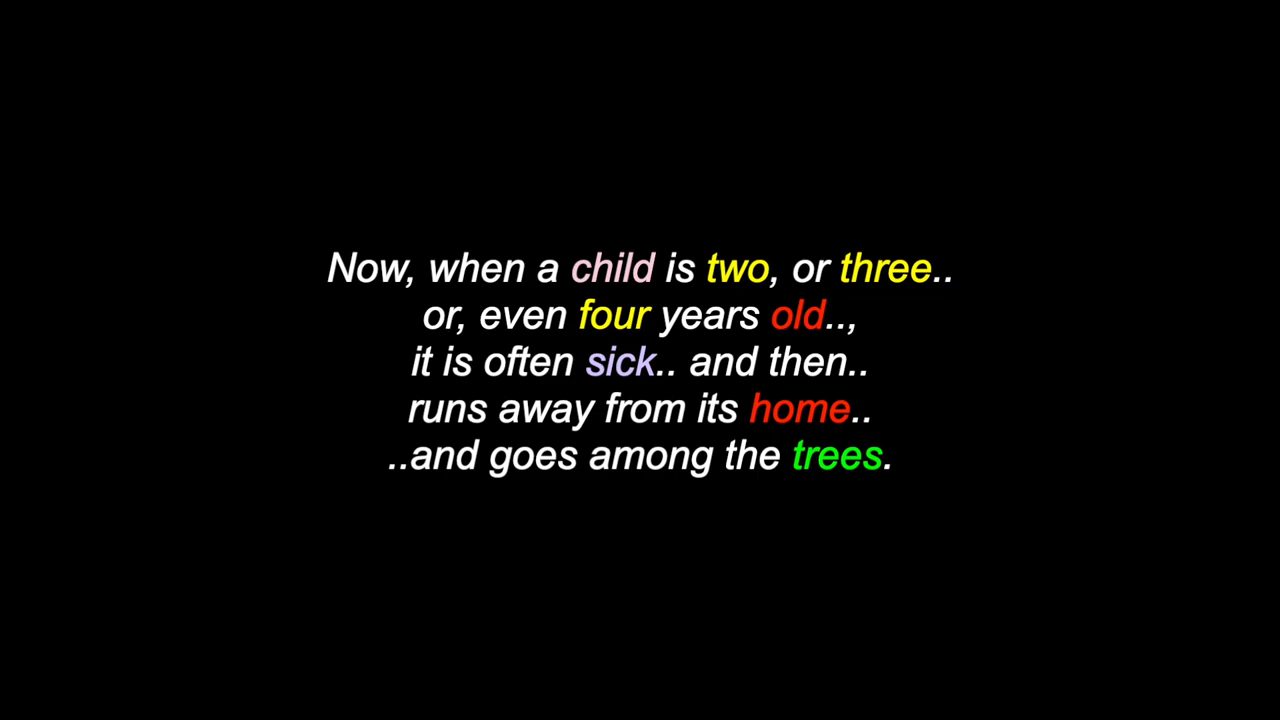 Now, when a child is two, or three..
or, even four years old..,
it is often sick.. and then..
runs away from its home..
..and goes among the trees.